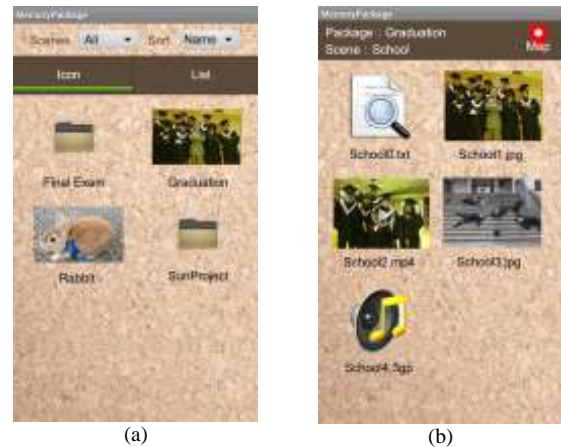 MemoryPackage
Scenes All Sort Name
Icon List
Final Exam Graduation
Rabbit SunProject
(a)
MemoryPackage
Package : Graduation
Scene : School
Map
School0.txt School1.jpg
School2.mp4 School3.jpg
School4.3gp
(b)